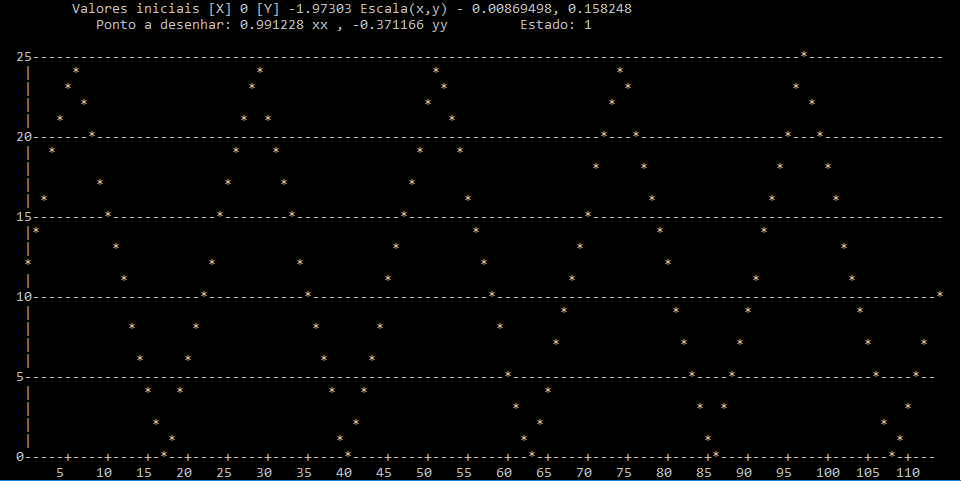 Valores iniciais [X] 0 [Y] -1.97303 Escala(x,y) - 0.00869498, 0.158248
Ponto a desenhar: 0.991228 xx , -0.371166 yy Estado: 1
25
20
15
10
5
0
5 10 15 20 25 30 35 40 45 50 55 60 65 70 75 80 85 90 95 100 105 110